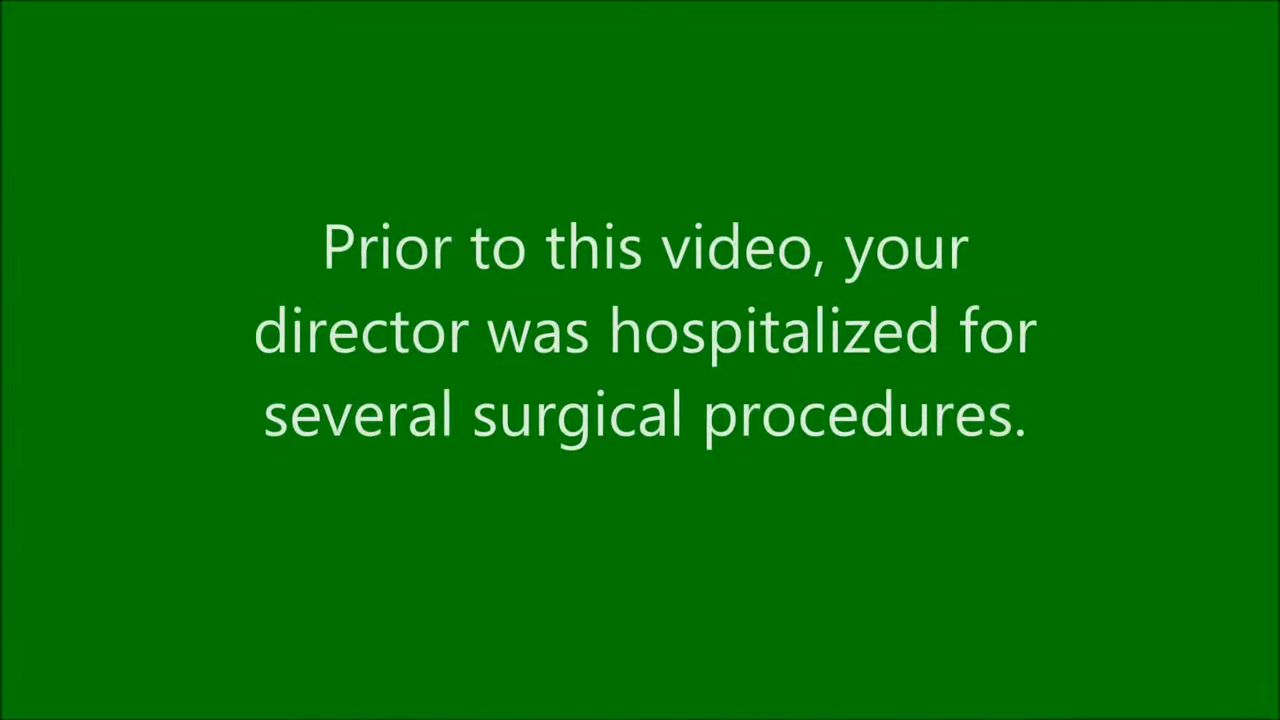 Prior to this video, your
director was hospitalized for
several surgical procedures.